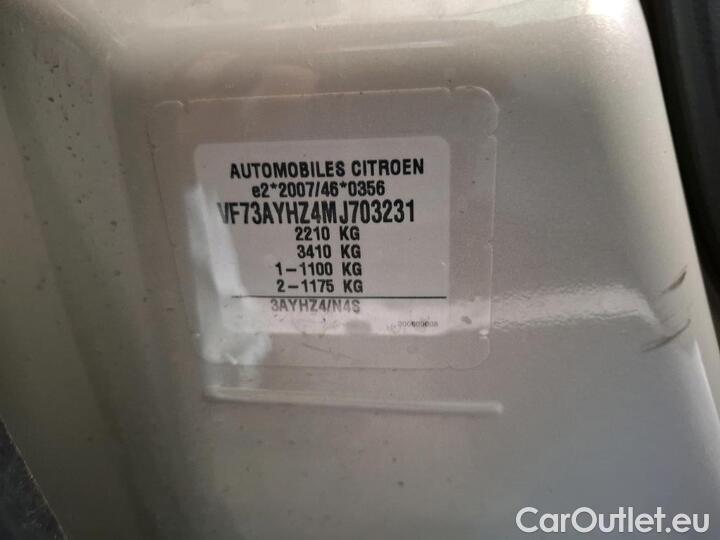 AUTOMOBILES CITROEN
e2*2007/46*0356
VF73AYHZ4MJ703231
2210 KG
3410 KG
1-1100 KG
2-1175 KG
3AYHZ4/N4S
CarOutlet.eu